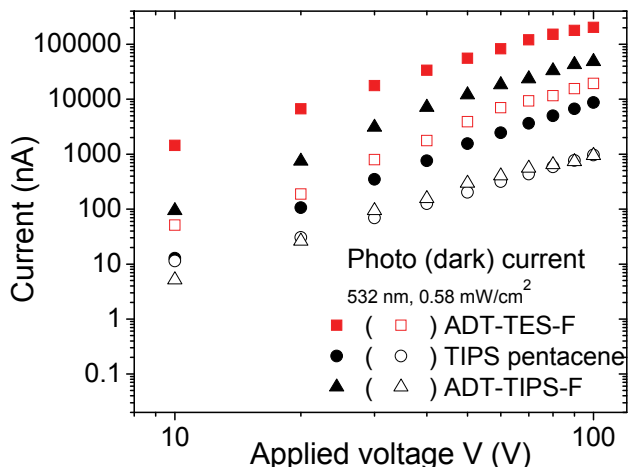 100000
10000
1000
100
10
1
0.1
Current (nA)
Photo (dark) current
532 nm, 0.58 mW/cm²
( ) ADT-TES-F
( ) TIPS pentacene
( ) ADT-TIPS-F
10 100
Applied voltage V (V)